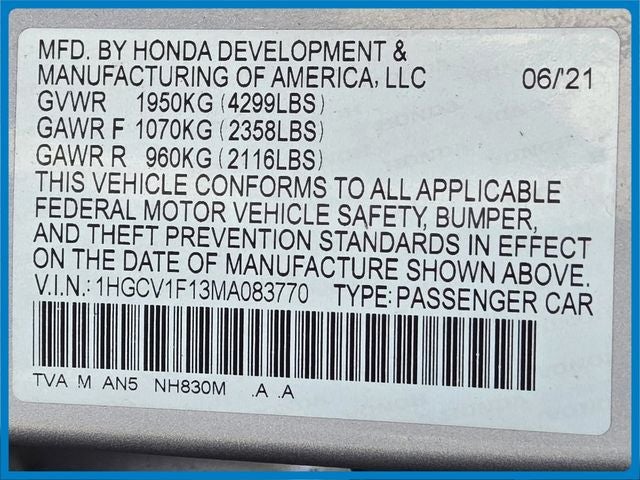 MFD. BY HONDA DEVELOPMENT &
MANUFACTURING OF AMERICA, LLC 06/'21
GVWR 1950KG (4299LBS)
GAWR F 1070KG (2358LBS)
GAWR R 960KG (2116LBS)
THIS VEHICLE CONFORMS TO ALL APPLICABLE
FEDERAL MOTOR VEHICLE SAFETY, BUMPER,
AND THEFT PREVENTION STANDARDS IN EFFECT
ON THE DATE OF MANUFACTURE SHOWN ABOVE.
V.I.N.: 1HGCV1F13MA083770 TYPE: PASSENGER CAR
TVA M AN5 NH830M .A .A